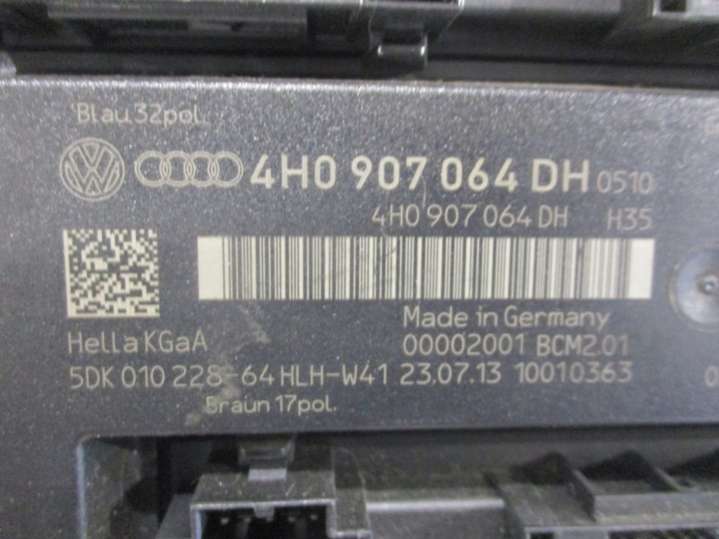 Blau 32pol.
4H0 907 064 DH 0510
4H0 907 064 DH H35
Made in Germany
Hella KGaA 00002001 BCM2.01
5DK 010 228-64 HLH-W41 23.07.13 10010363
Braun 17pol.